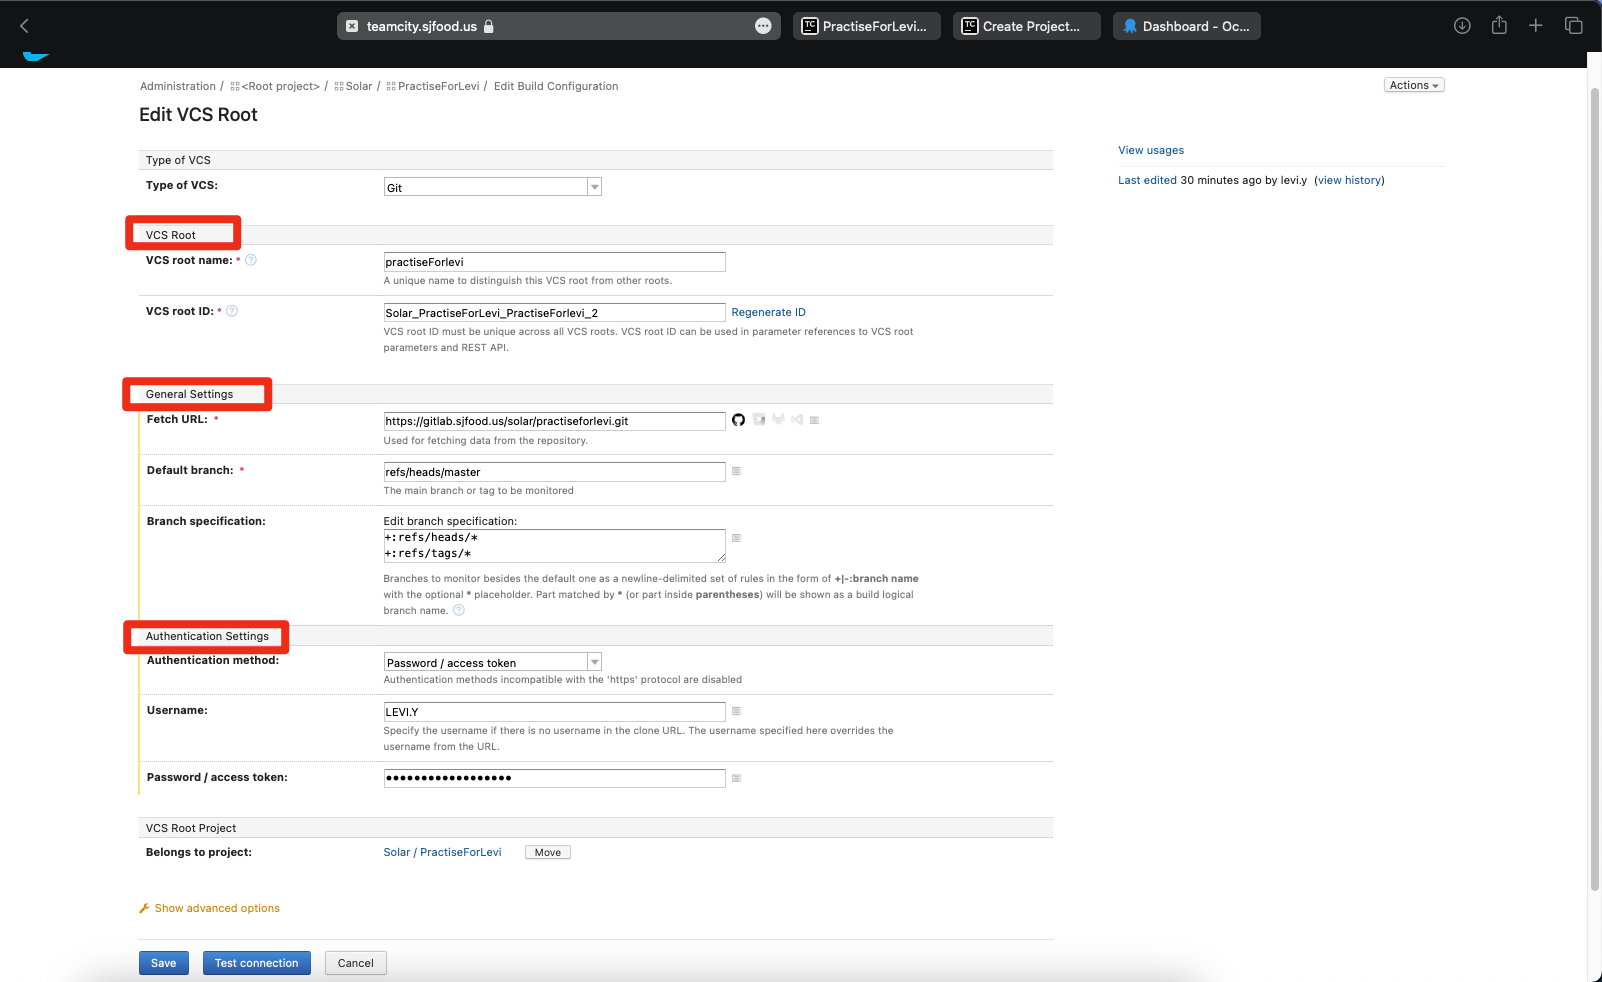 teamcity.sjfood.us
TC PractiseForLevi...
TC Create Project...
Dashboard - Oc...
Administration / <Root project> / Solar / PractiseForLevi / Edit Build Configuration
Actions
Edit VCS Root
View usages
Last edited 30 minutes ago by levi.y (view history)
Type of VCS
Type of VCS:
Git
VCS Root
VCS root name: * ?
practiseForlevi
A unique name to distinguish this VCS root from other roots.
VCS root ID: * ?
Solar_PractiseForLevi_PractiseForlevi_2
Regenerate ID
VCS root ID must be unique across all VCS roots. VCS root ID can be used in parameter references to VCS root
parameters and REST API.
General Settings
Fetch URL: *
https://gitlab.sjfood.us/solar/practiseforlevi.git
Used for fetching data from the repository.
Default branch: *
refs/heads/master
The main branch or tag to be monitored
Branch specification:
Edit branch specification:
+:refs/heads/*
+:refs/tags/*
Branches to monitor besides the default one as a newline-delimited set of rules in the form of +|-:branch name
with the optional * placeholder. Part matched by * (or part inside parentheses) will be shown as a build logical
branch name. ?
Authentication Settings
Authentication method:
Password / access token
Authentication methods incompatible with the 'https' protocol are disabled
Username:
LEVI.Y
Specify the username if there is no username in the clone URL. The username specified here overrides the
username from the URL.
Password / access token:
••••••••••••••••••
VCS Root Project
Belongs to project:
Solar / PractiseForLevi
Move
Show advanced options
Save
Test connection
Cancel